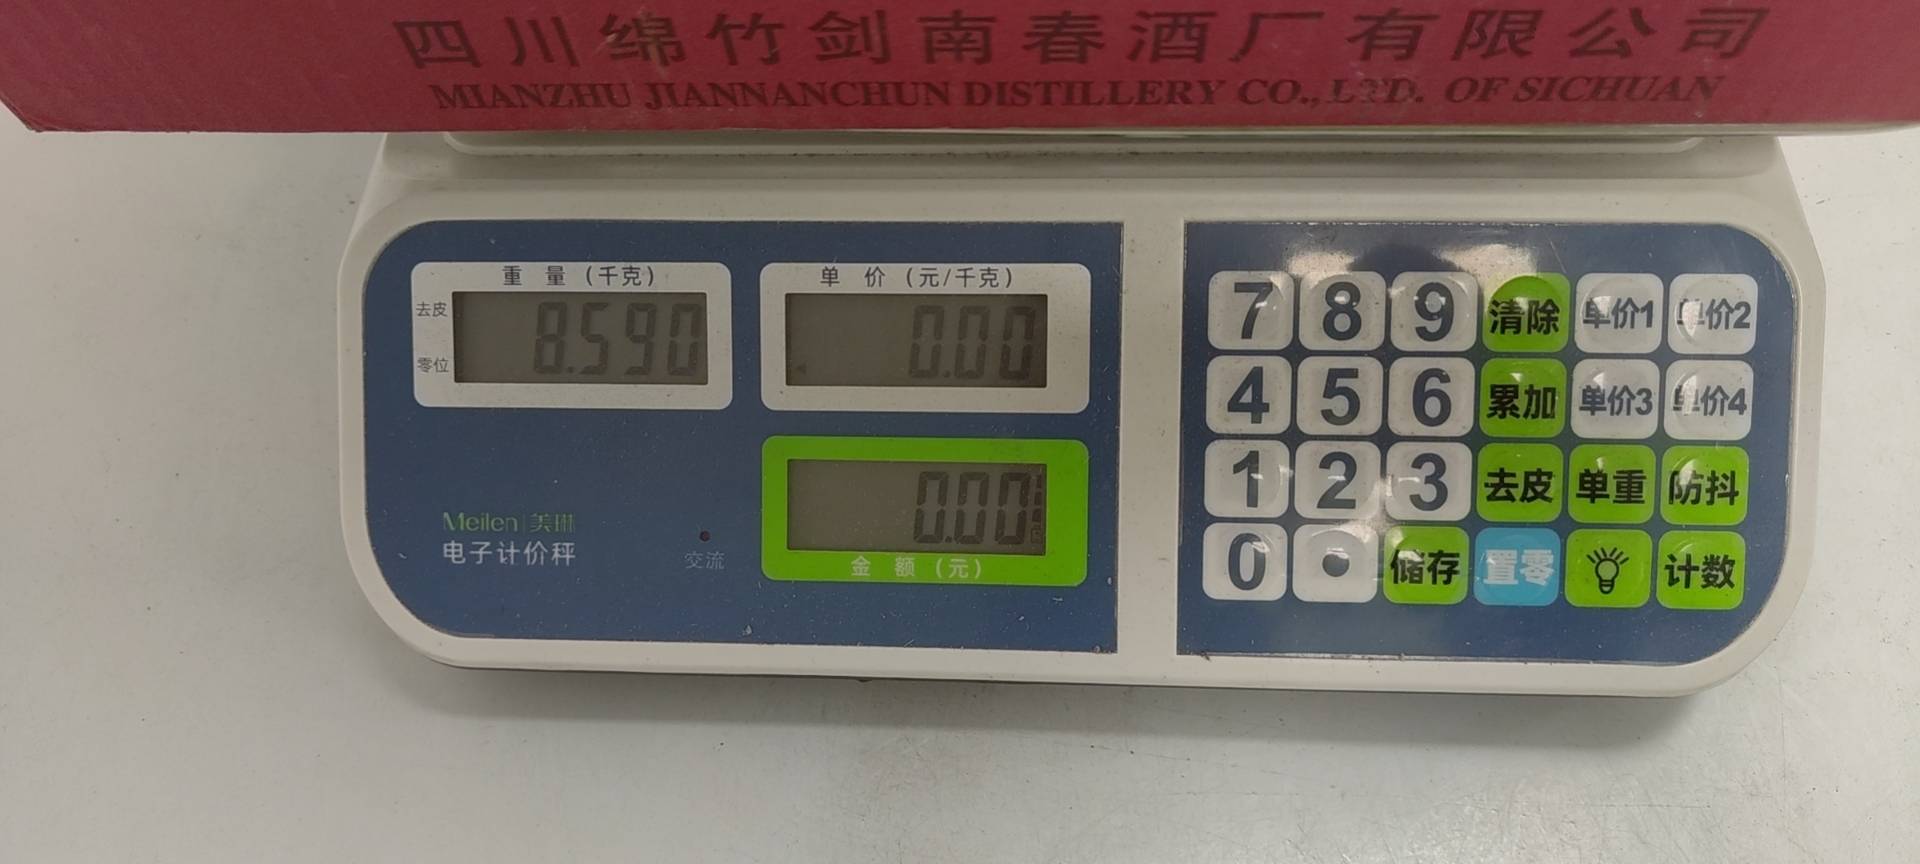 四川绵竹剑南春酒厂有限公司
MIANZHU JIANNANCHUN DISTILLERY CO., LTD. OF SICHUAN
重 量 (千克)
去皮
零位
8.590
单 价 (元/千克)
0.00
0.00
金 额 (元)
Meilen|美琳
电子计价秤
交流
7 8 9 清除 单价1 单价2
4 5 6 累加 单价3 单价4
1 2 3 去皮 单重 防抖
0 • 储存 置零 计数